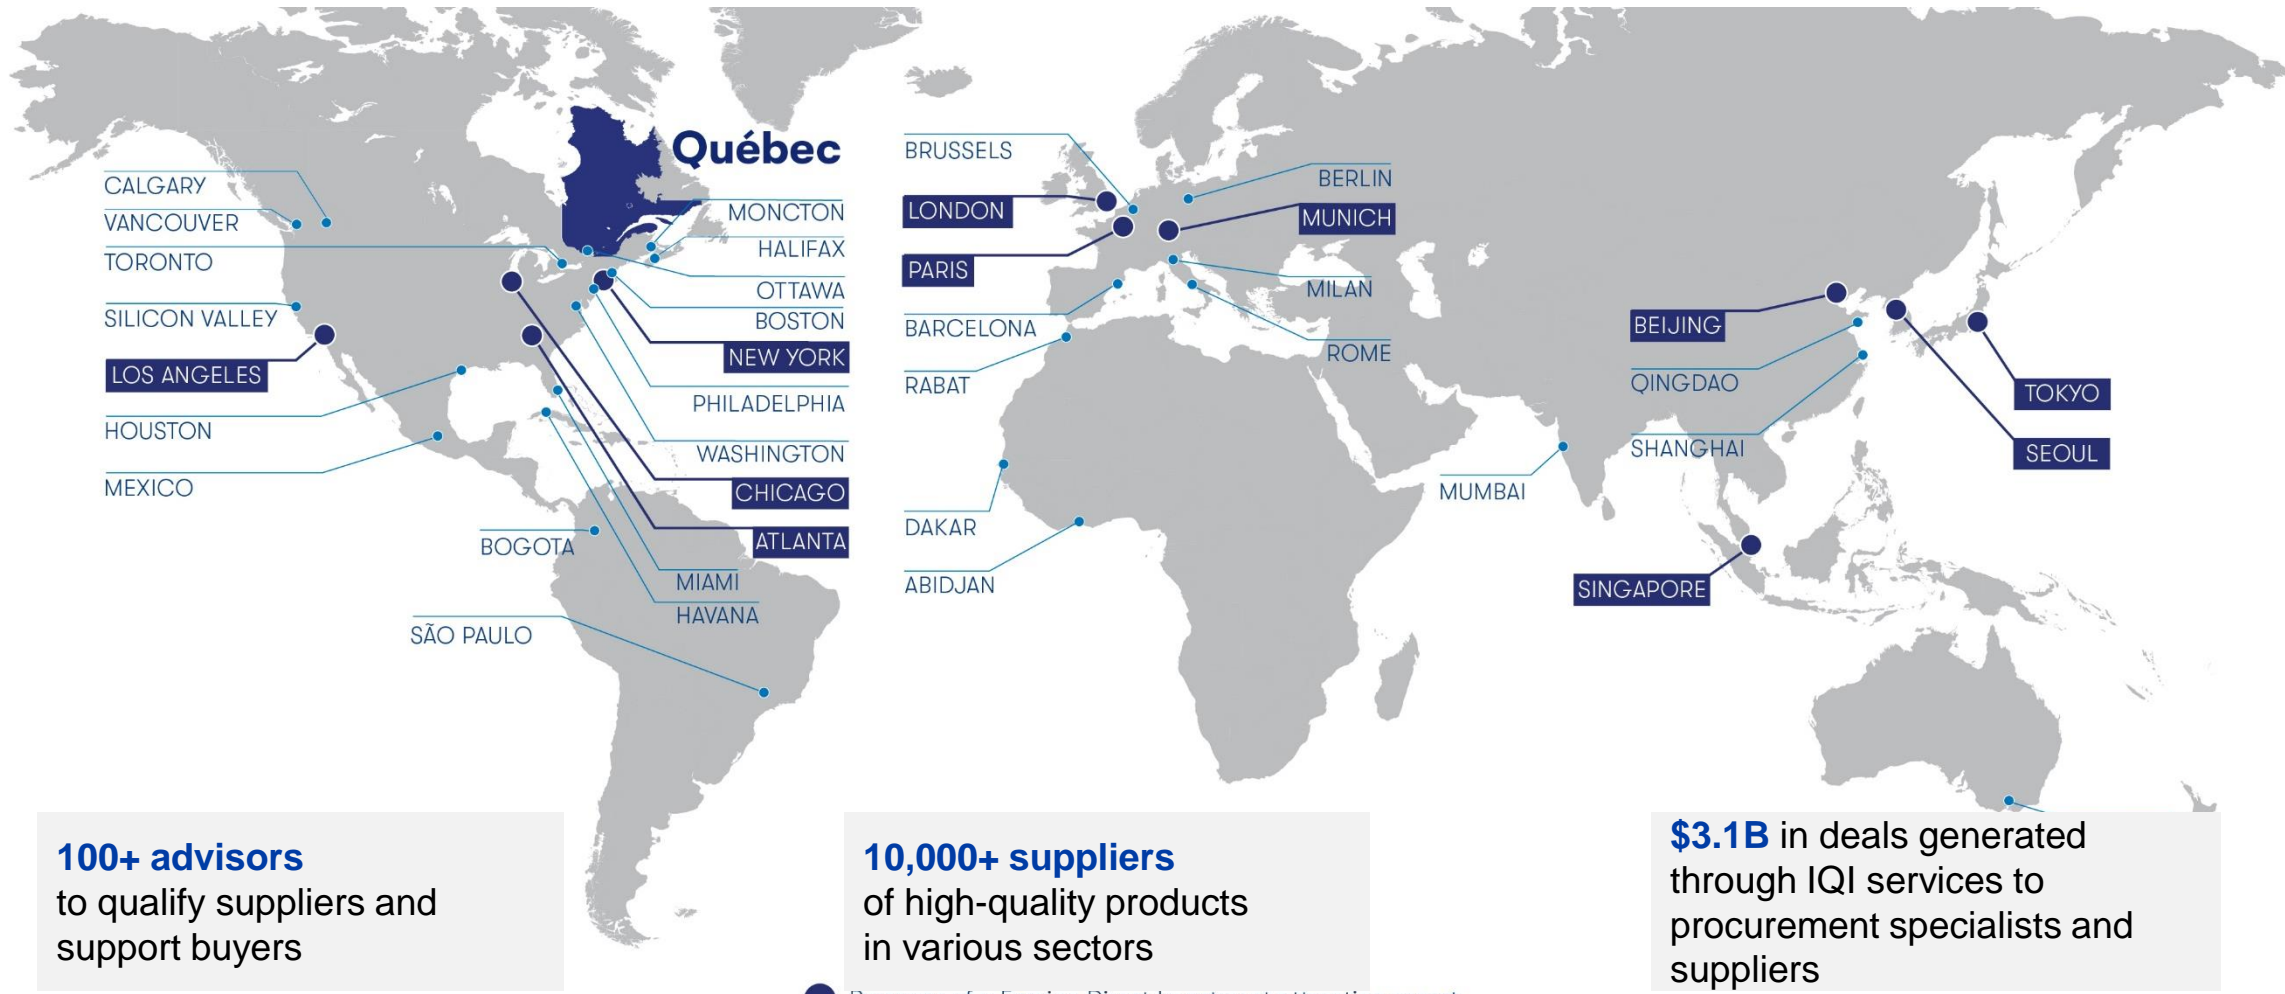 Québec
CALGARY
VANCOUVER
TORONTO
SILICON VALLEY
LOS ANGELES
HOUSTON
MEXICO
MONCTON
HALIFAX
OTTAWA
BOSTON
NEW YORK
PHILADELPHIA
WASHINGTON
CHICAGO
ATLANTA
MIAMI
HAVANA
BOGOTA
SÃO PAULO
BRUSSELS
LONDON
PARIS
BARCELONA
RABAT
DAKAR
ABIDJAN
BERLIN
MUNICH
MILAN
ROME
MUMBAI
BEIJING
QINGDAO
SHANGHAI
SINGAPORE
TOKYO
SEOUL
100+ advisors
to qualify suppliers and
support buyers
10,000+ suppliers
of high-quality products
in various sectors
$3.1B in deals generated
through IQI services to
procurement specialists and
suppliers